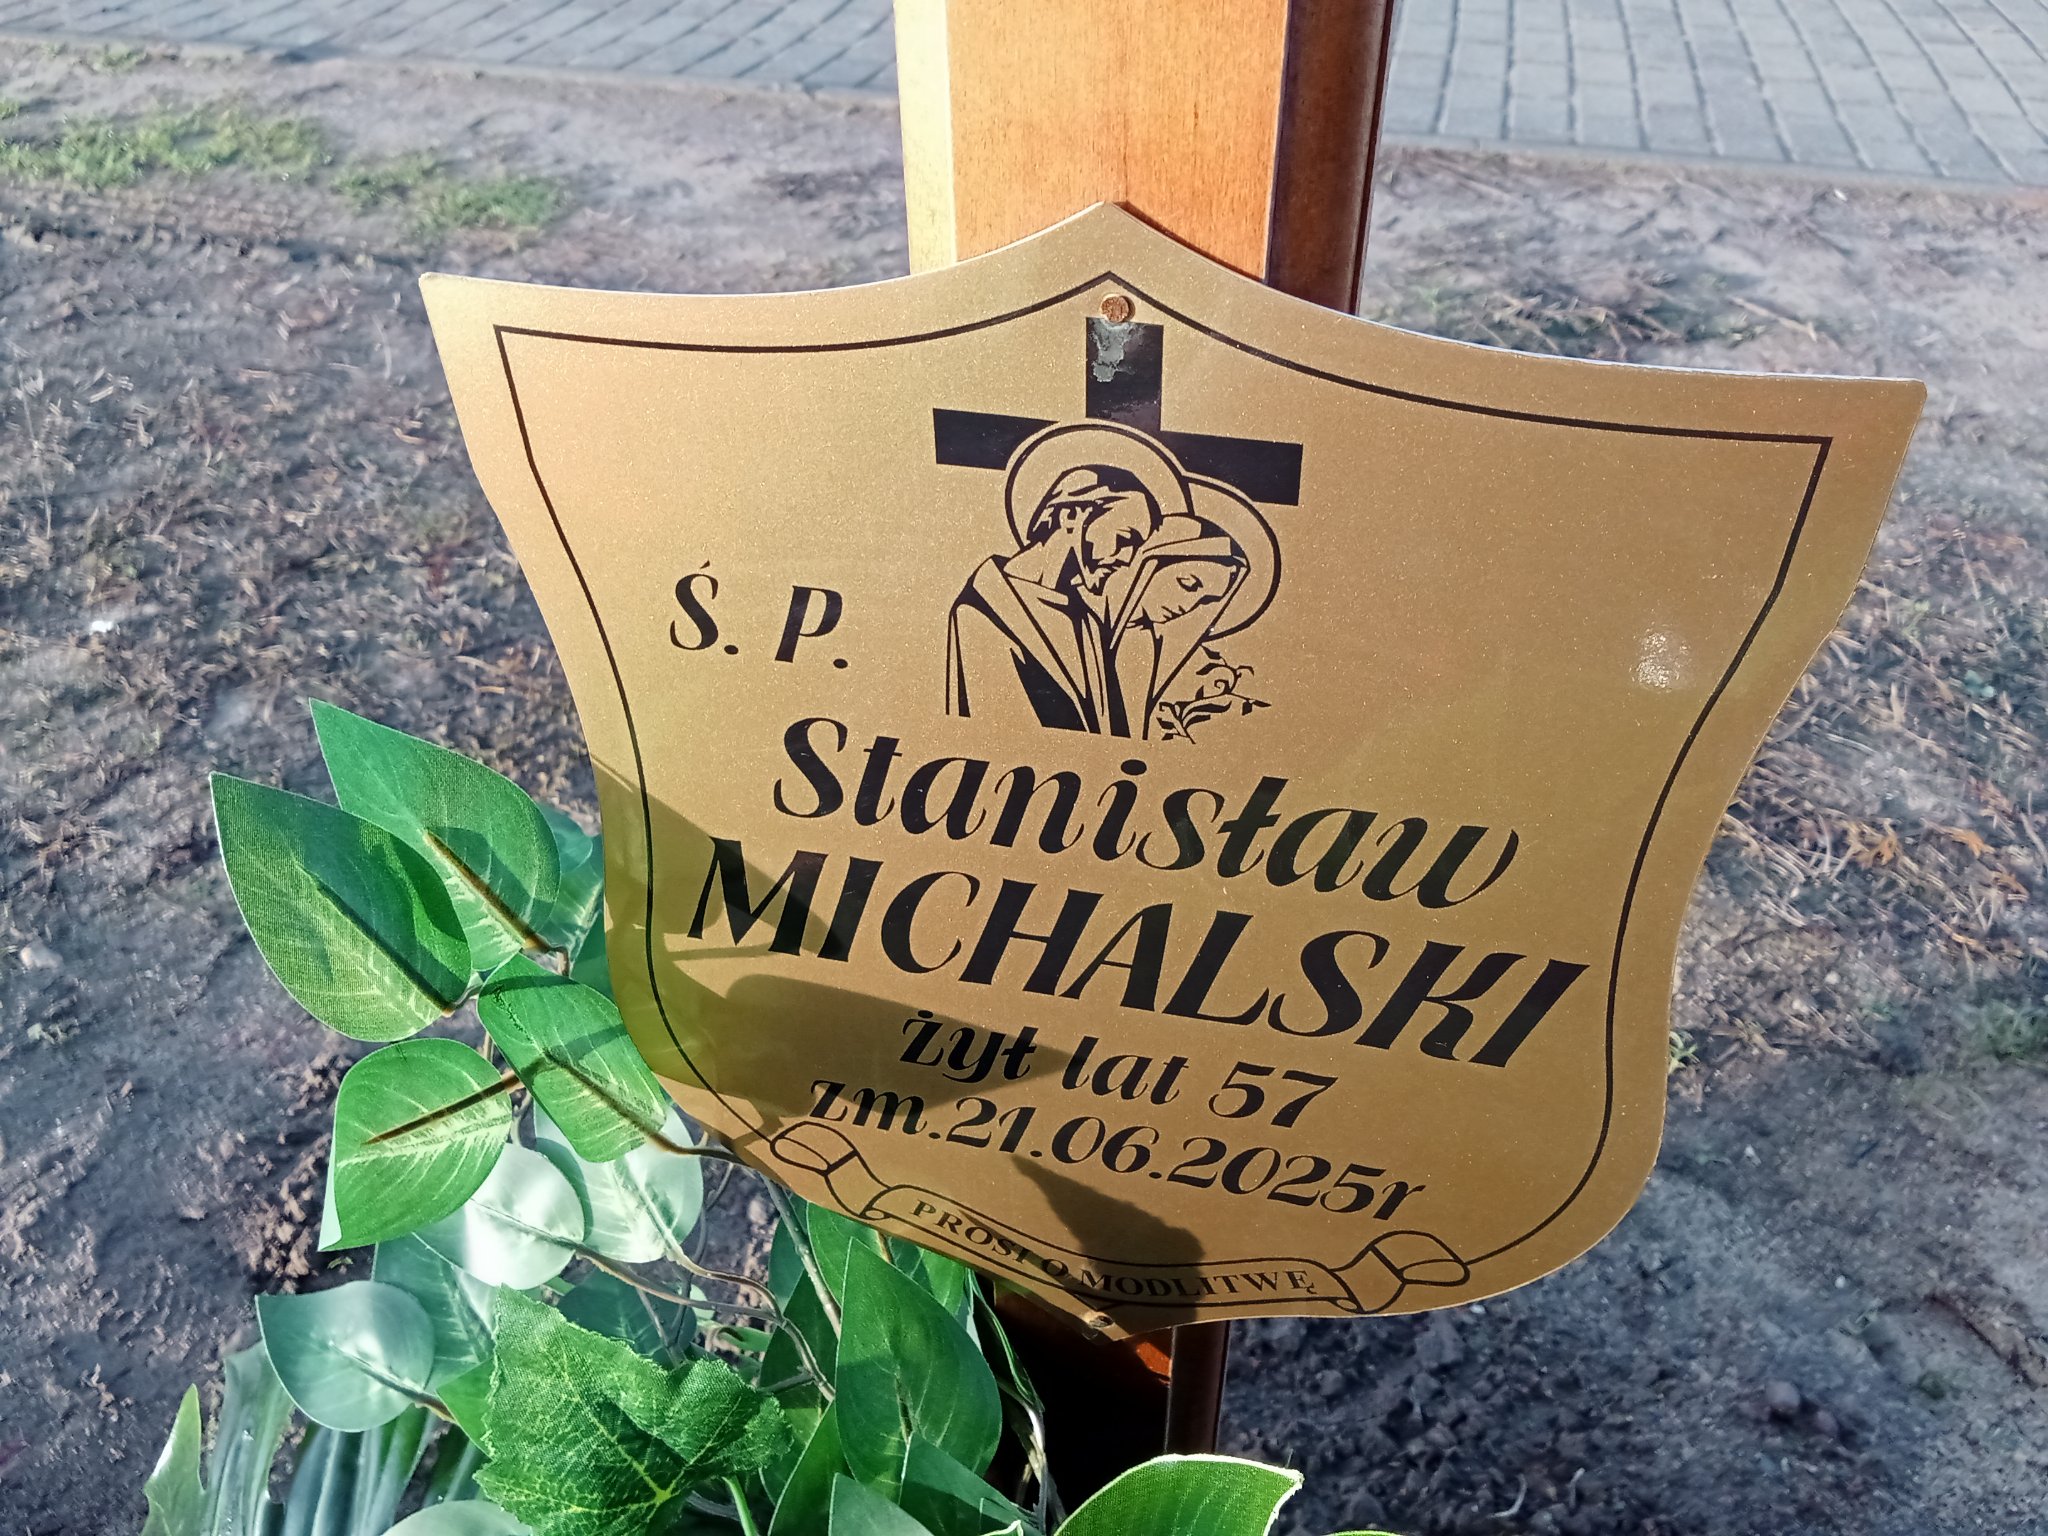 Ś. P.
Stanisław
MICHALSKI
żył lat 57
zm.21.06.2025r
PROSI O MODLITWĘ